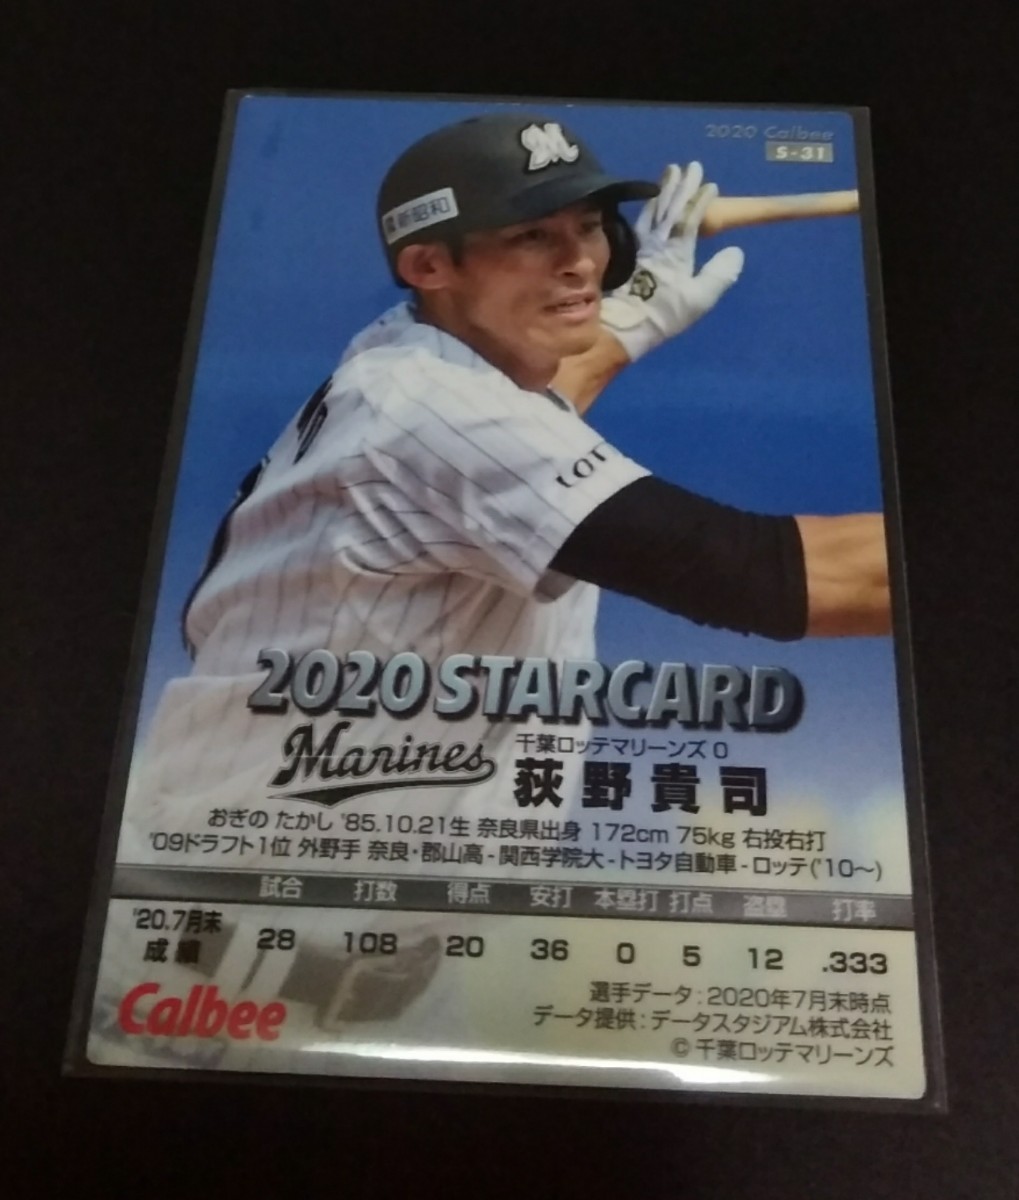 2020 Calbee
S-31
M
新昭和
LOT
2020 STARCARD
Marines
千葉ロッテマリーンズ 0
荻野貴司
おぎの たかし '85.10.21生 奈良県出身 172cm 75kg 右投右打
'09ドラフト1位 外野手 奈良・郡山高-関西学院大-トヨタ自動車-ロッテ('10〜)
試合 打数 得点 安打 本塁打 打点 盗塁 打率
'20.7月末
成績 28 108 20 36 0 5 12 .333
選手データ:2020年7月末時点
Calbee
データ提供:データスタジアム株式会社
© 千葉ロッテマリーンズ